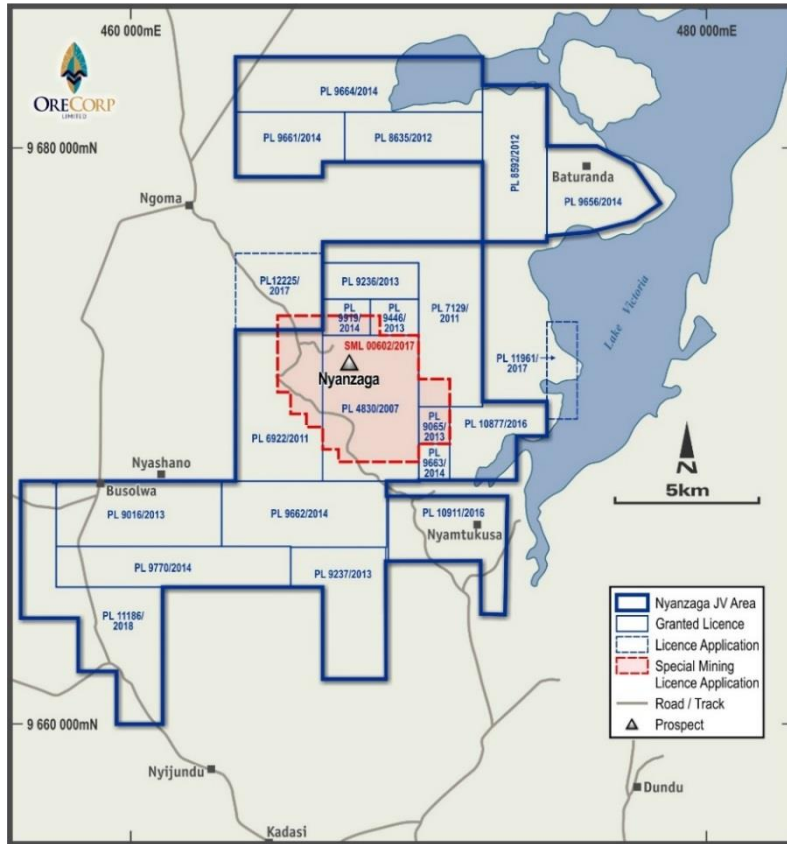 460 000mE
480 000mE
ORECORP
LIMITED
PL 9664/2014
PL 9661/2014
PL 8635/2012
PL 8592/2012
9 680 000mN
Baturanda
PL 9656/2014
Ngoma
PL12225/
2017
PL 9236/2013
PL
9919/
2014
PL
9446/
2013
PL 7129/
2011
Lake Victoria
SML 00602/2017
Nyanzaga
PL 11961/
2017
PL 4830/2007
PL 6922/2011
PL
9065/
2013
PL 10877/2016
PL
9663/
2014
N
5km
Nyashano
Busolwa
PL 9016/2013
PL 9662/2014
PL 10911/2016
Nyamtukusa
PL 9770/2014
PL 9237/2013
PL 11186/
2018
Nyanzaga JV Area
Granted Licence
Licence Application
Special Mining
Licence Application
Road / Track
Prospect
9 660 000mN
Nyijundu
Dundu
Kadasi